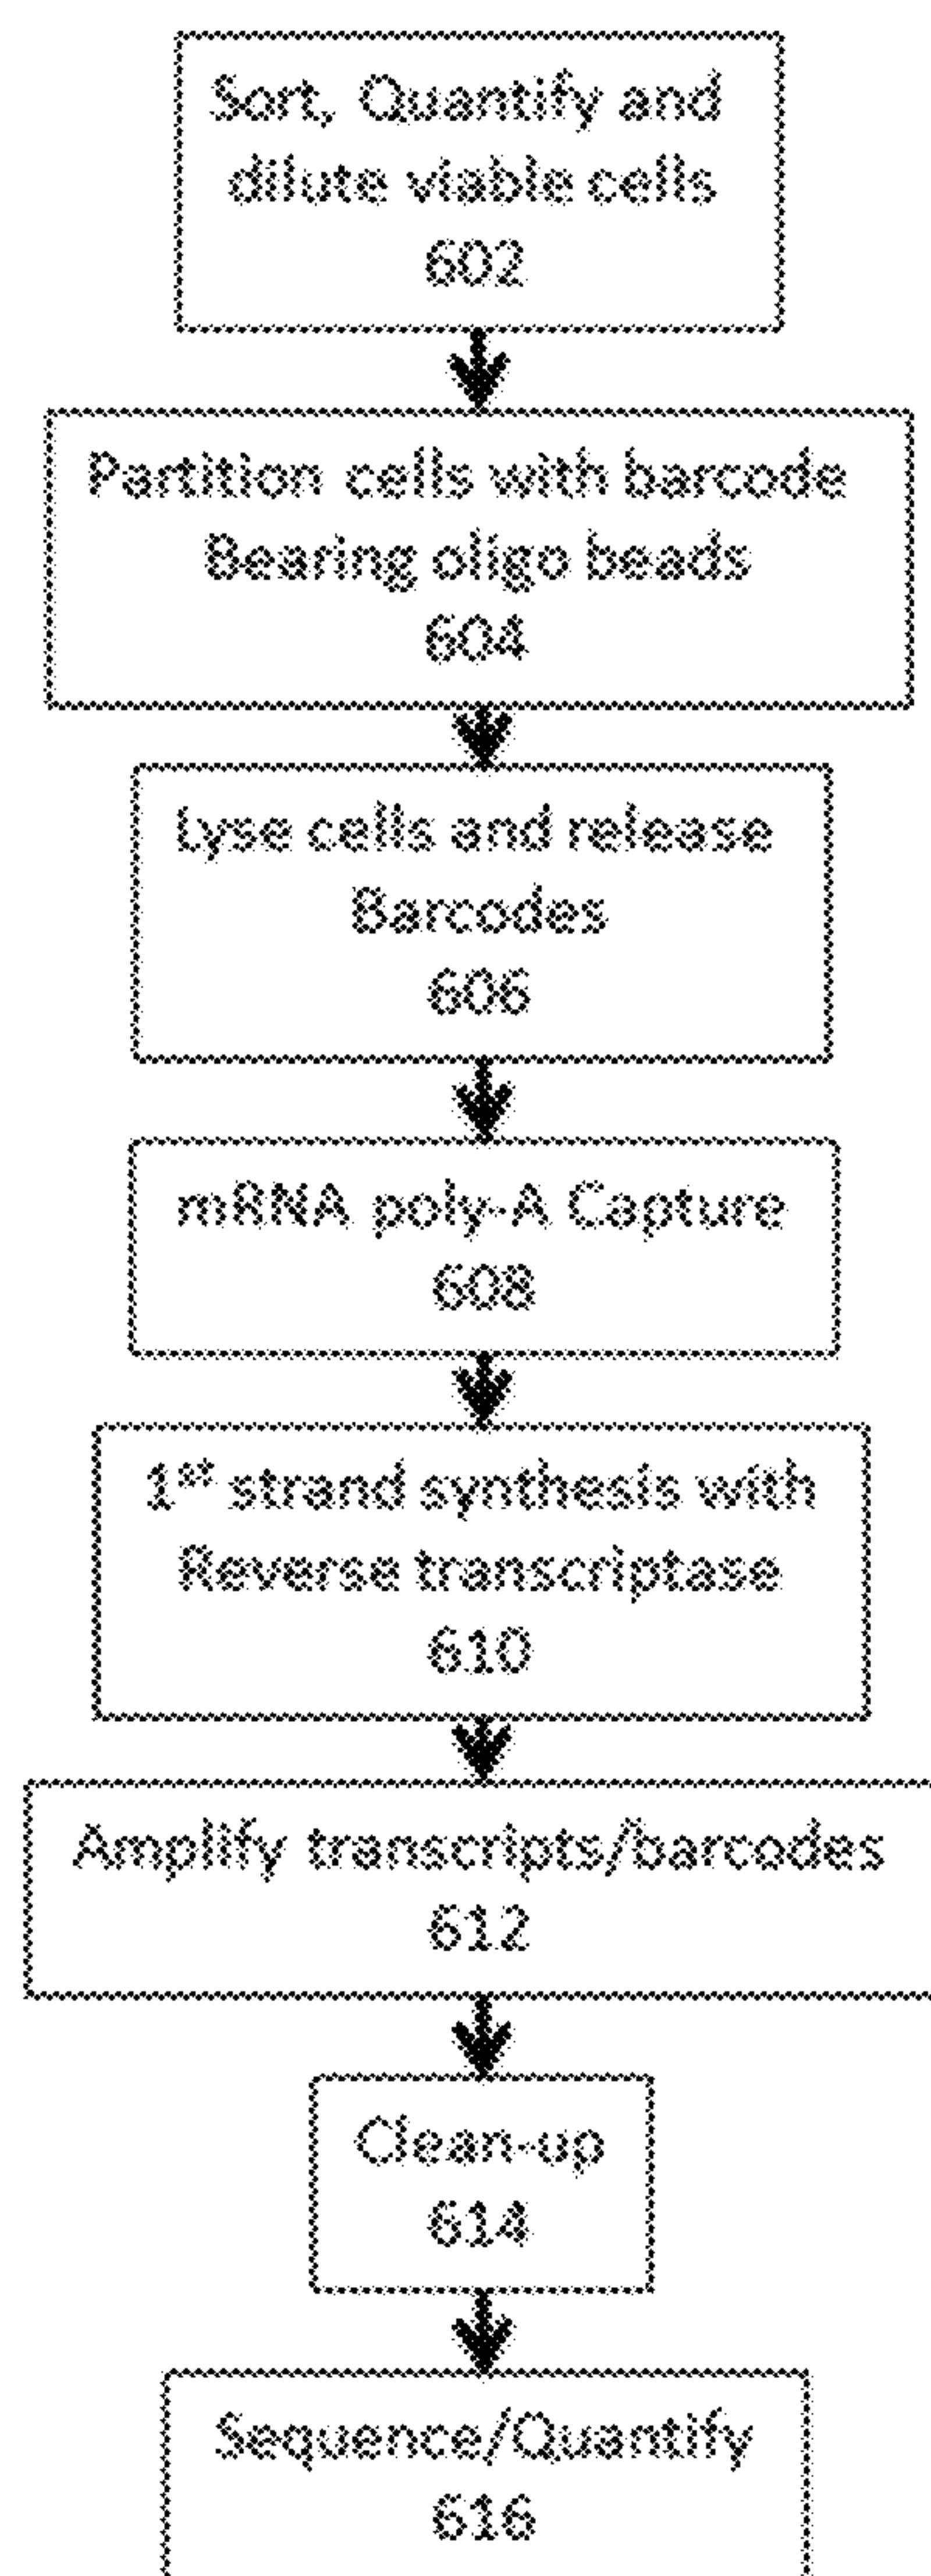 Sort, Quantify and
dilute viable cells
602
Partition cells with barcode
Bearing oligo beads
604
Lyse cells and release
Barcodes
606
mRNA poly-A Capture
608
1st strand synthesis with
Reverse transcriptase
610
Amplify transcripts/barcodes
612
Clean-up
614
Sequence/Quantify
616